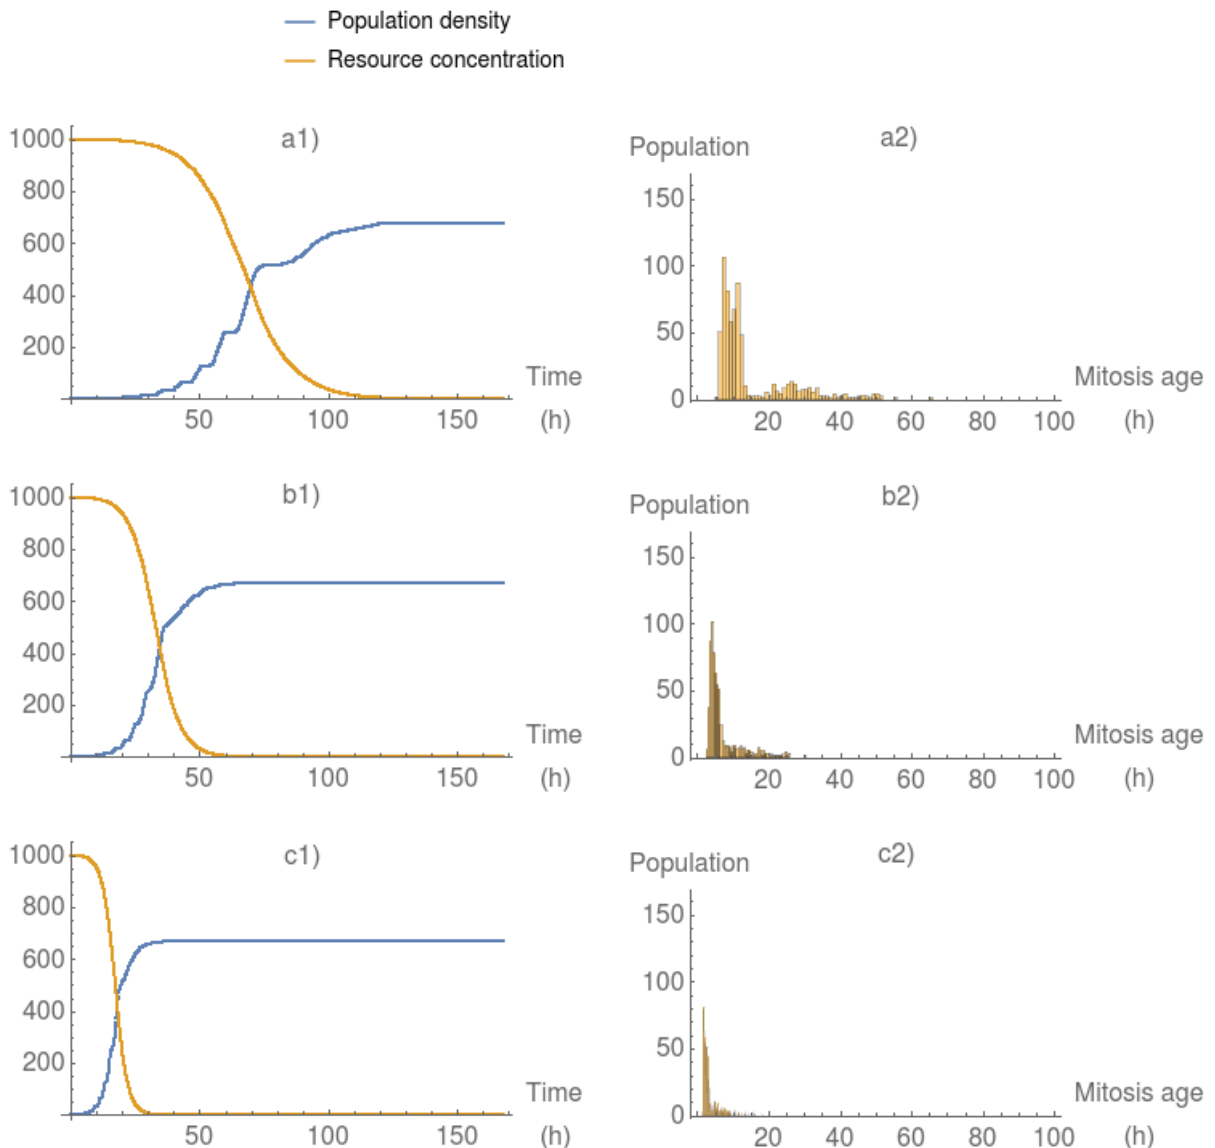 Population density
Resource concentration
a1)
1000
800
600
400
200
50
100
150
Time
(h)
a2)
Population
150
100
50
0
20
40
60
80
100
Mitosis age
(h)
b1)
1000
800
600
400
200
50
100
150
Time
(h)
b2)
Population
150
100
50
0
20
40
60
80
100
Mitosis age
(h)
c1)
1000
800
600
400
200
50
100
150
Time
(h)
c2)
Population
150
100
50
0
20
40
60
80
100
Mitosis age
(h)